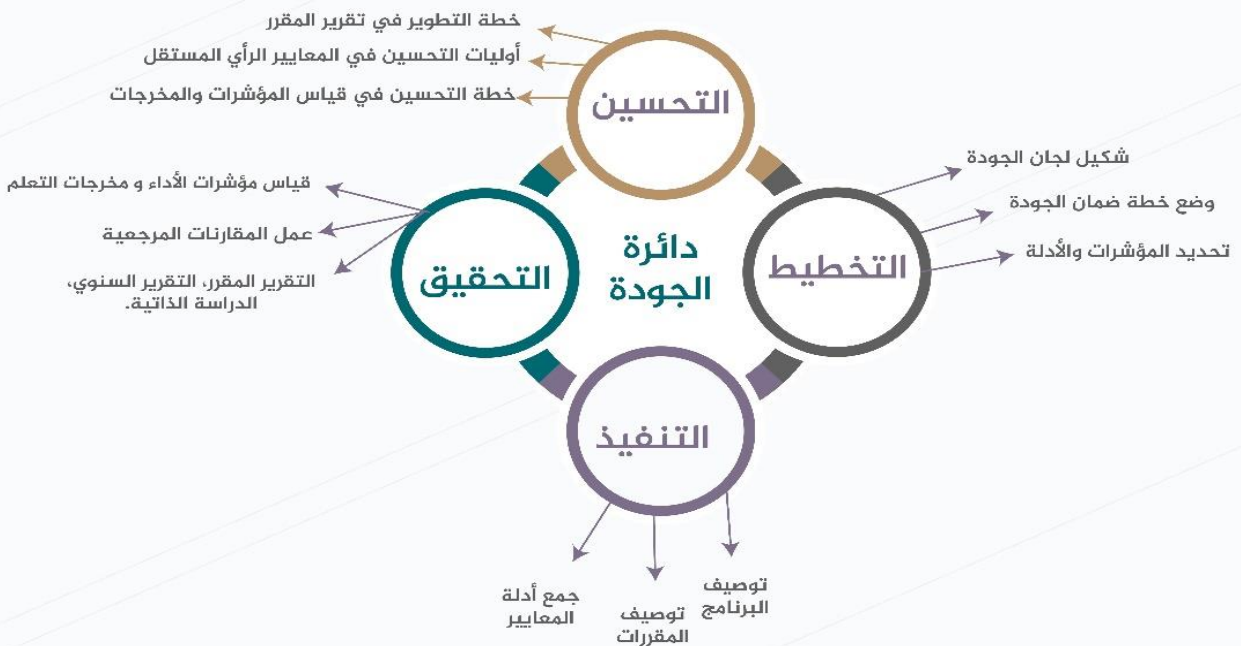 خطة التطوير في تقرير المقرر
أوليات التحسين في المعايير الرأي المستقل
خطة التحسين في قياس المؤشرات والمخرجات
التحسين
شكيل لجان الجودة
وضع خطة ضمان الجودة
تحديد المؤشرات والأدلة
التخطيط
دائرة
الجودة
قياس مؤشرات الأداء و مخرجات التعلم
عمل المقارنات المرجعية
التقرير المقرر، التقرير السنوي،
الدراسة الذاتية.
التحقيق
التنفيذ
توصيف
البرنامج
توصيف
المقررات
جمع أدلة
المعايير